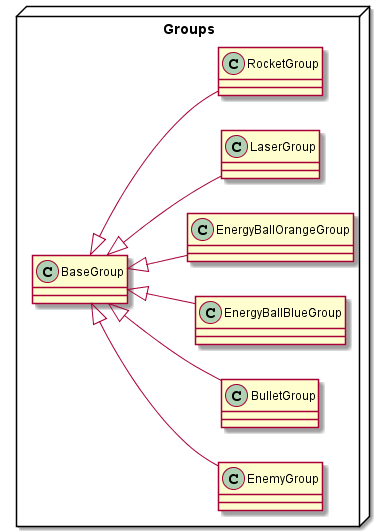 Groups
C RocketGroup
C LaserGroup
C EnergyBallOrangeGroup
C BaseGroup
C EnergyBallBlueGroup
C BulletGroup
C EnemyGroup